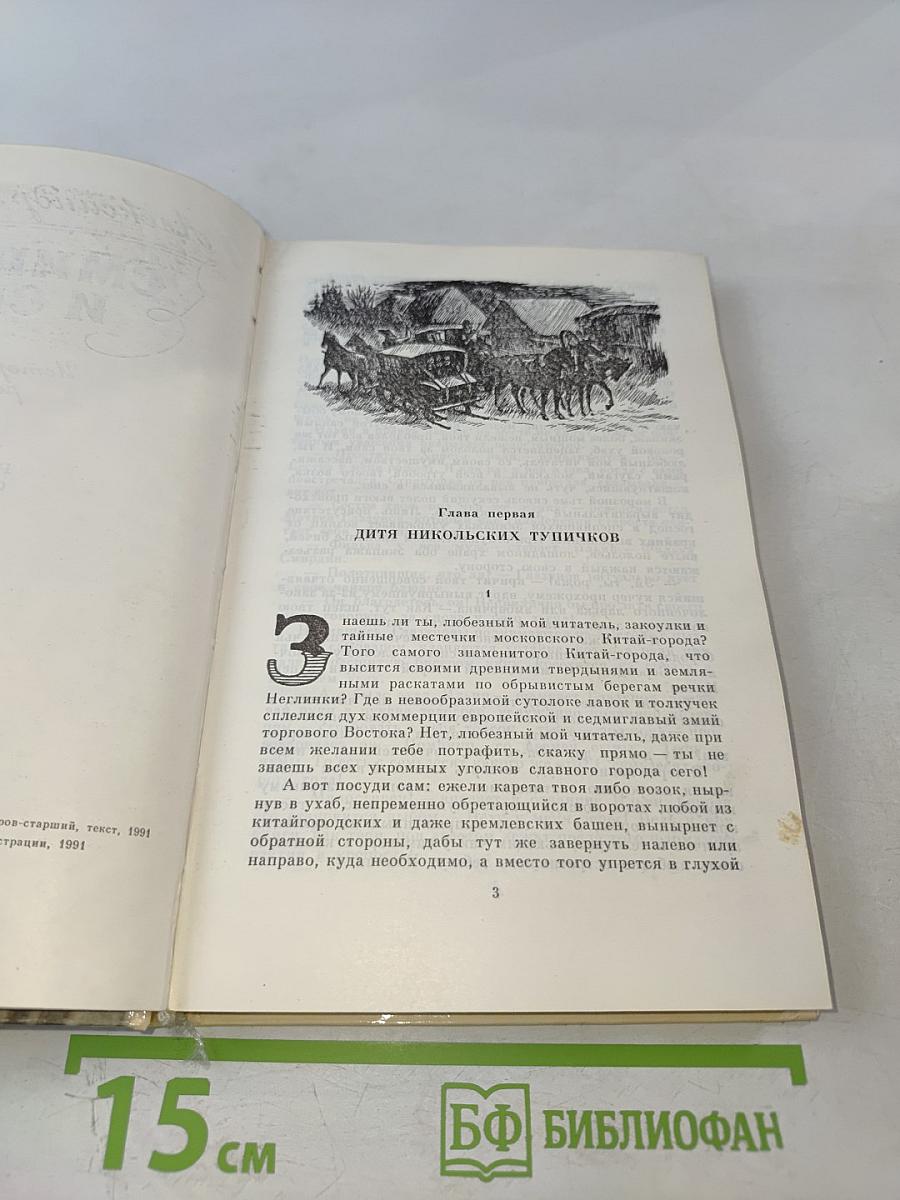 ров-старший, текст, 1991
страции, 1991
Глава первая
ДИТЯ НИКОЛЬСКИХ ТУПИЧКОВ
1
Знаешь ли ты, любезный мой читатель, закоулки и
тайные местечки московского Китай-города?
Того самого знаменитого Китай-города, что
высится своими древними твердынями и земля-
ными раскатами по обрывистым берегам речки
Неглинки? Где в невообразимой сутолоке лавок и толкучек
сплелися дух коммерции европейской и седмиглавый змий
торгового Востока? Нет, любезный мой читатель, даже при
всем желании тебе потрафить, скажу прямо — ты не
знаешь всех укромных уголков славного города сего!
А вот посуди сам: ежели карета твоя либо возок, ныр-
нув в ухаб, непременно обретающийся в воротах любой из
китайгородских и даже кремлевских башен, вынырнет с
обратной стороны, дабы тут же завернуть налево или
направо, куда необходимо, а вместо того упрется в глухой
3
15 см
БФ БИБЛИОФАН